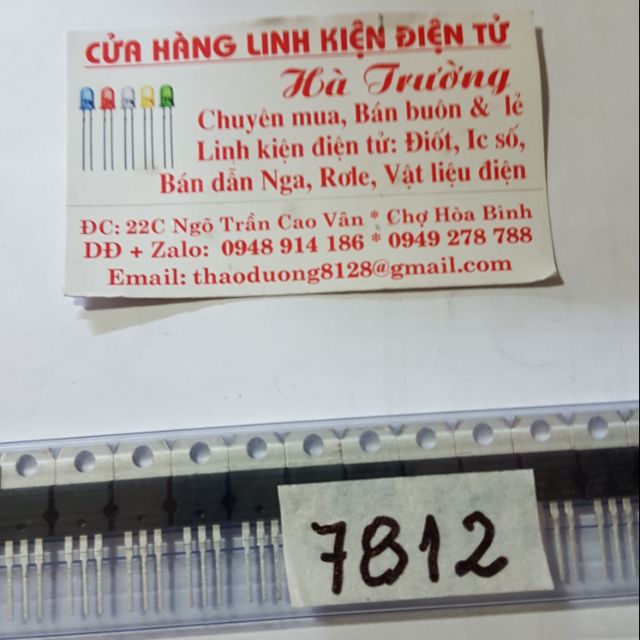 CỬA HÀNG LINH KIỆN ĐIỆN TỬ
Hà Trường
Chuyên mua, Bán buôn & lẻ
Linh kiện điện tử: Điốt, Ic số,
Bán dẫn Nga, Rơle, Vật liệu điện
ĐC: 22C Ngõ Trần Cao Vân * Chợ Hòa Bình
DĐ + Zalo: 0948 914 186 * 0949 278 788
Email: thaoduong8128@gmail.com
7812